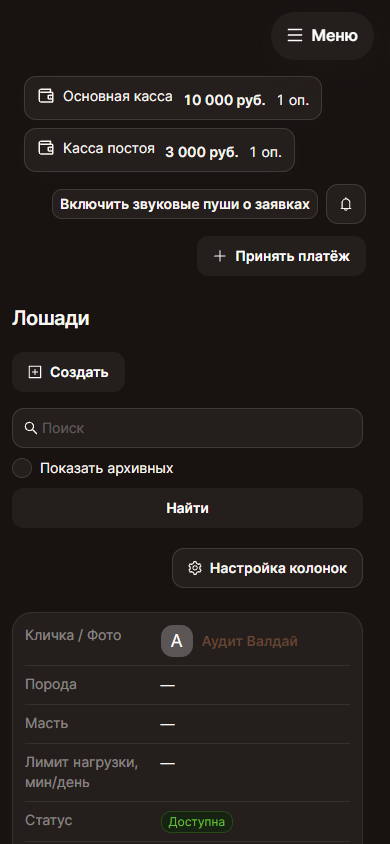 Меню
Основная касса 10 000 руб. 1 оп.
Касса постоя 3 000 руб. 1 оп.
Включить звуковые пуши о заявках
Принять платёж
Лошади
Создать
Поиск
Показать архивных
Найти
Настройка колонок
Кличка / Фото А Аудит Валдай
Порода —
Масть —
Лимит нагрузки, —
мин/день
Статус Доступна